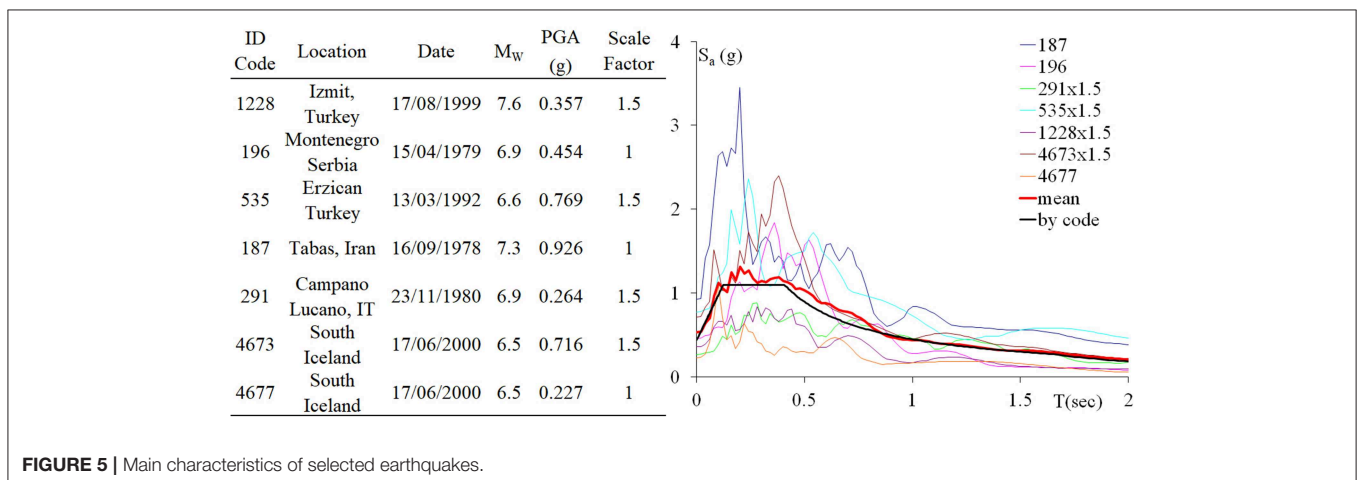 ID Code Location Date MW PGA (g) Scale Factor
1228 Izmit, Turkey 17/08/1999 7.6 0.357 1.5
196 Montenegro Serbia 15/04/1979 6.9 0.454 1
535 Erzican Turkey 13/03/1992 6.6 0.769 1.5
187 Tabas, Iran 16/09/1978 7.3 0.926 1
291 Campano Lucano, IT 23/11/1980 6.9 0.264 1.5
4673 South Iceland 17/06/2000 6.5 0.716 1.5
4677 South Iceland 17/06/2000 6.5 0.227 1
Sa (g)
4
3
2
1
0
0 0.5 1 1.5 T(sec) 2
187
196
291x1.5
535x1.5
1228x1.5
4673x1.5
4677
mean
by code
FIGURE 5 | Main characteristics of selected earthquakes.